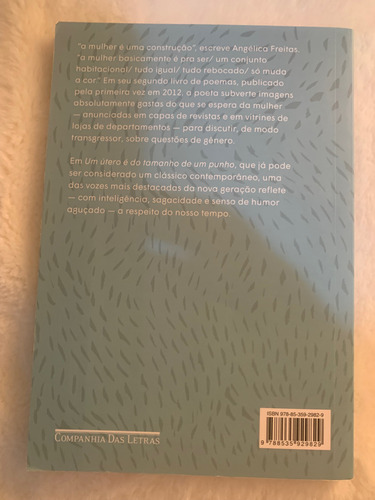 "a mulher é uma construção", escreve Angélica Freitas.
"a mulher basicamente é pra ser/ um conjunto
habitacional/ tudo igual/ tudo rebocado/ só muda
a cor." Em seu segundo livro de poemas, publicado
pela primeira vez em 2012, a poeta subverte imagens
absolutamente gastas do que se espera da mulher
— anunciadas em capas de revistas e em vitrines de
lojas de departamentos — para discutir, de modo
transgressor, sobre questões de gênero.
Em Um útero é do tamanho de um punho, que já pode
ser considerado um clássico contemporâneo, uma
das vozes mais destacadas da nova geração reflete
— com inteligência, sagacidade e senso de humor
aguçado — a respeito do nosso tempo.
ISBN 978-85-359-2982-9
9 788535 929829
COMPANHIA DAS LETRAS